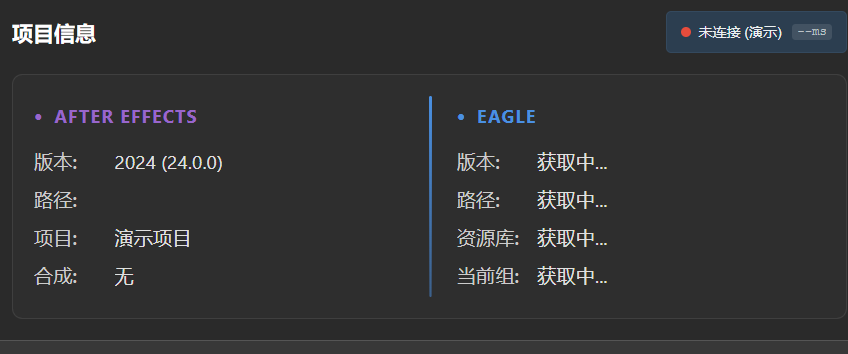 项目信息
未连接 (演示) --ms
• AFTER EFFECTS
版本: 2024 (24.0.0)
路径:
项目: 演示项目
合成: 无
• EAGLE
版本: 获取中...
路径: 获取中...
资源库: 获取中...
当前组: 获取中...